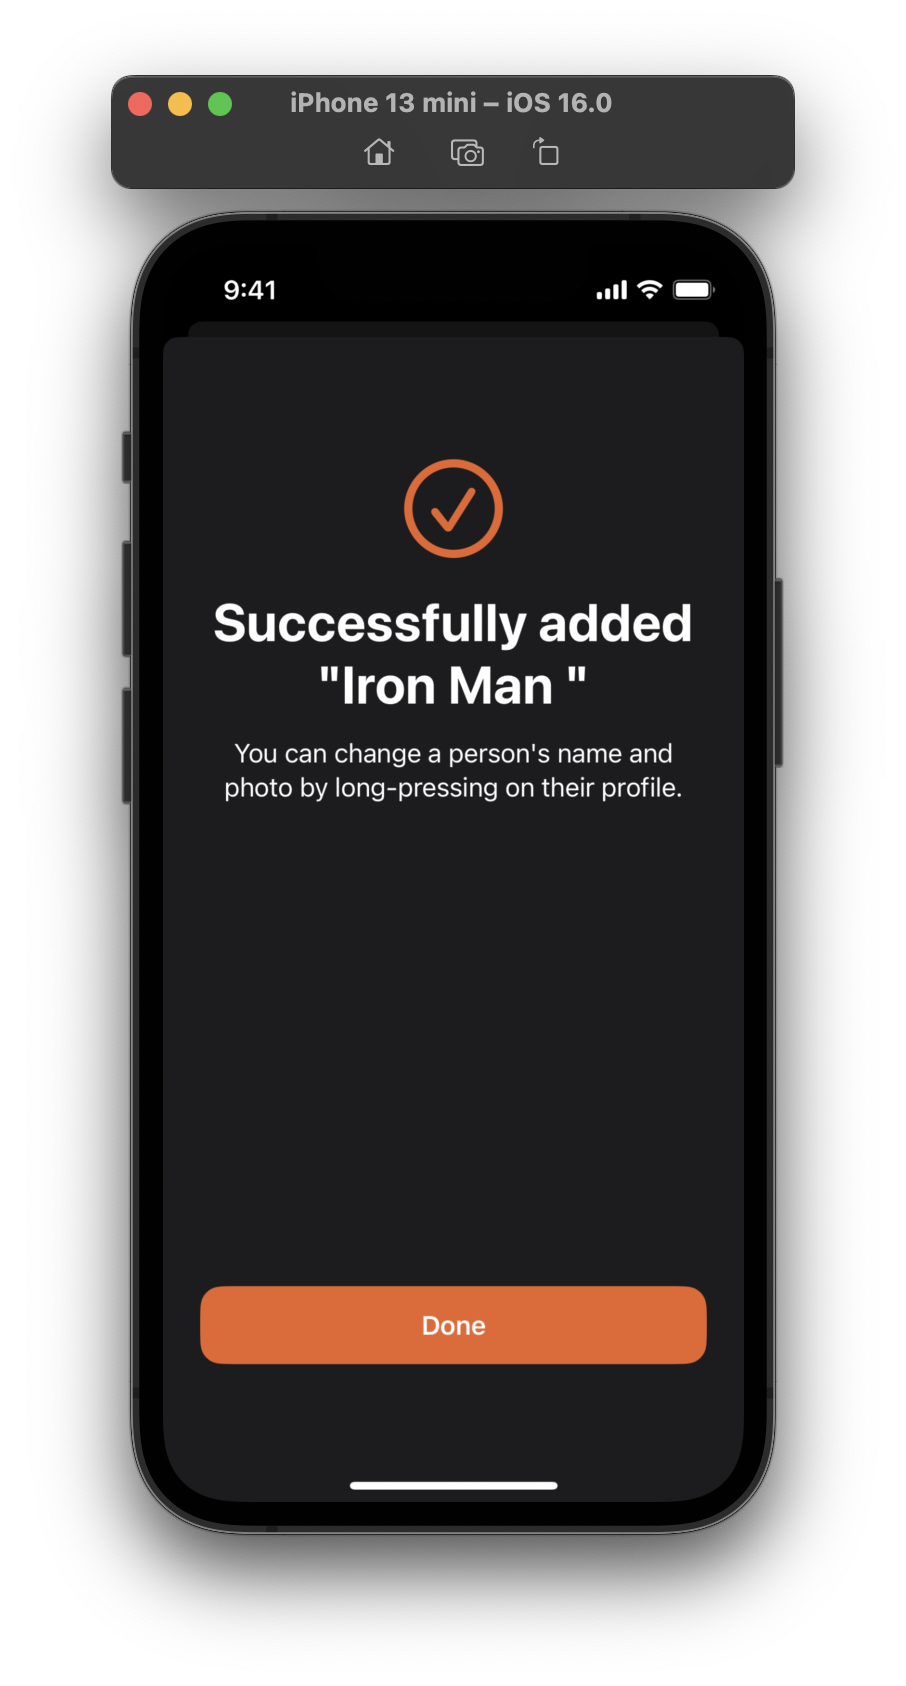 iPhone 13 mini – iOS 16.0
9:41
Successfully added
"Iron Man "
You can change a person's name and
photo by long-pressing on their profile.
Done